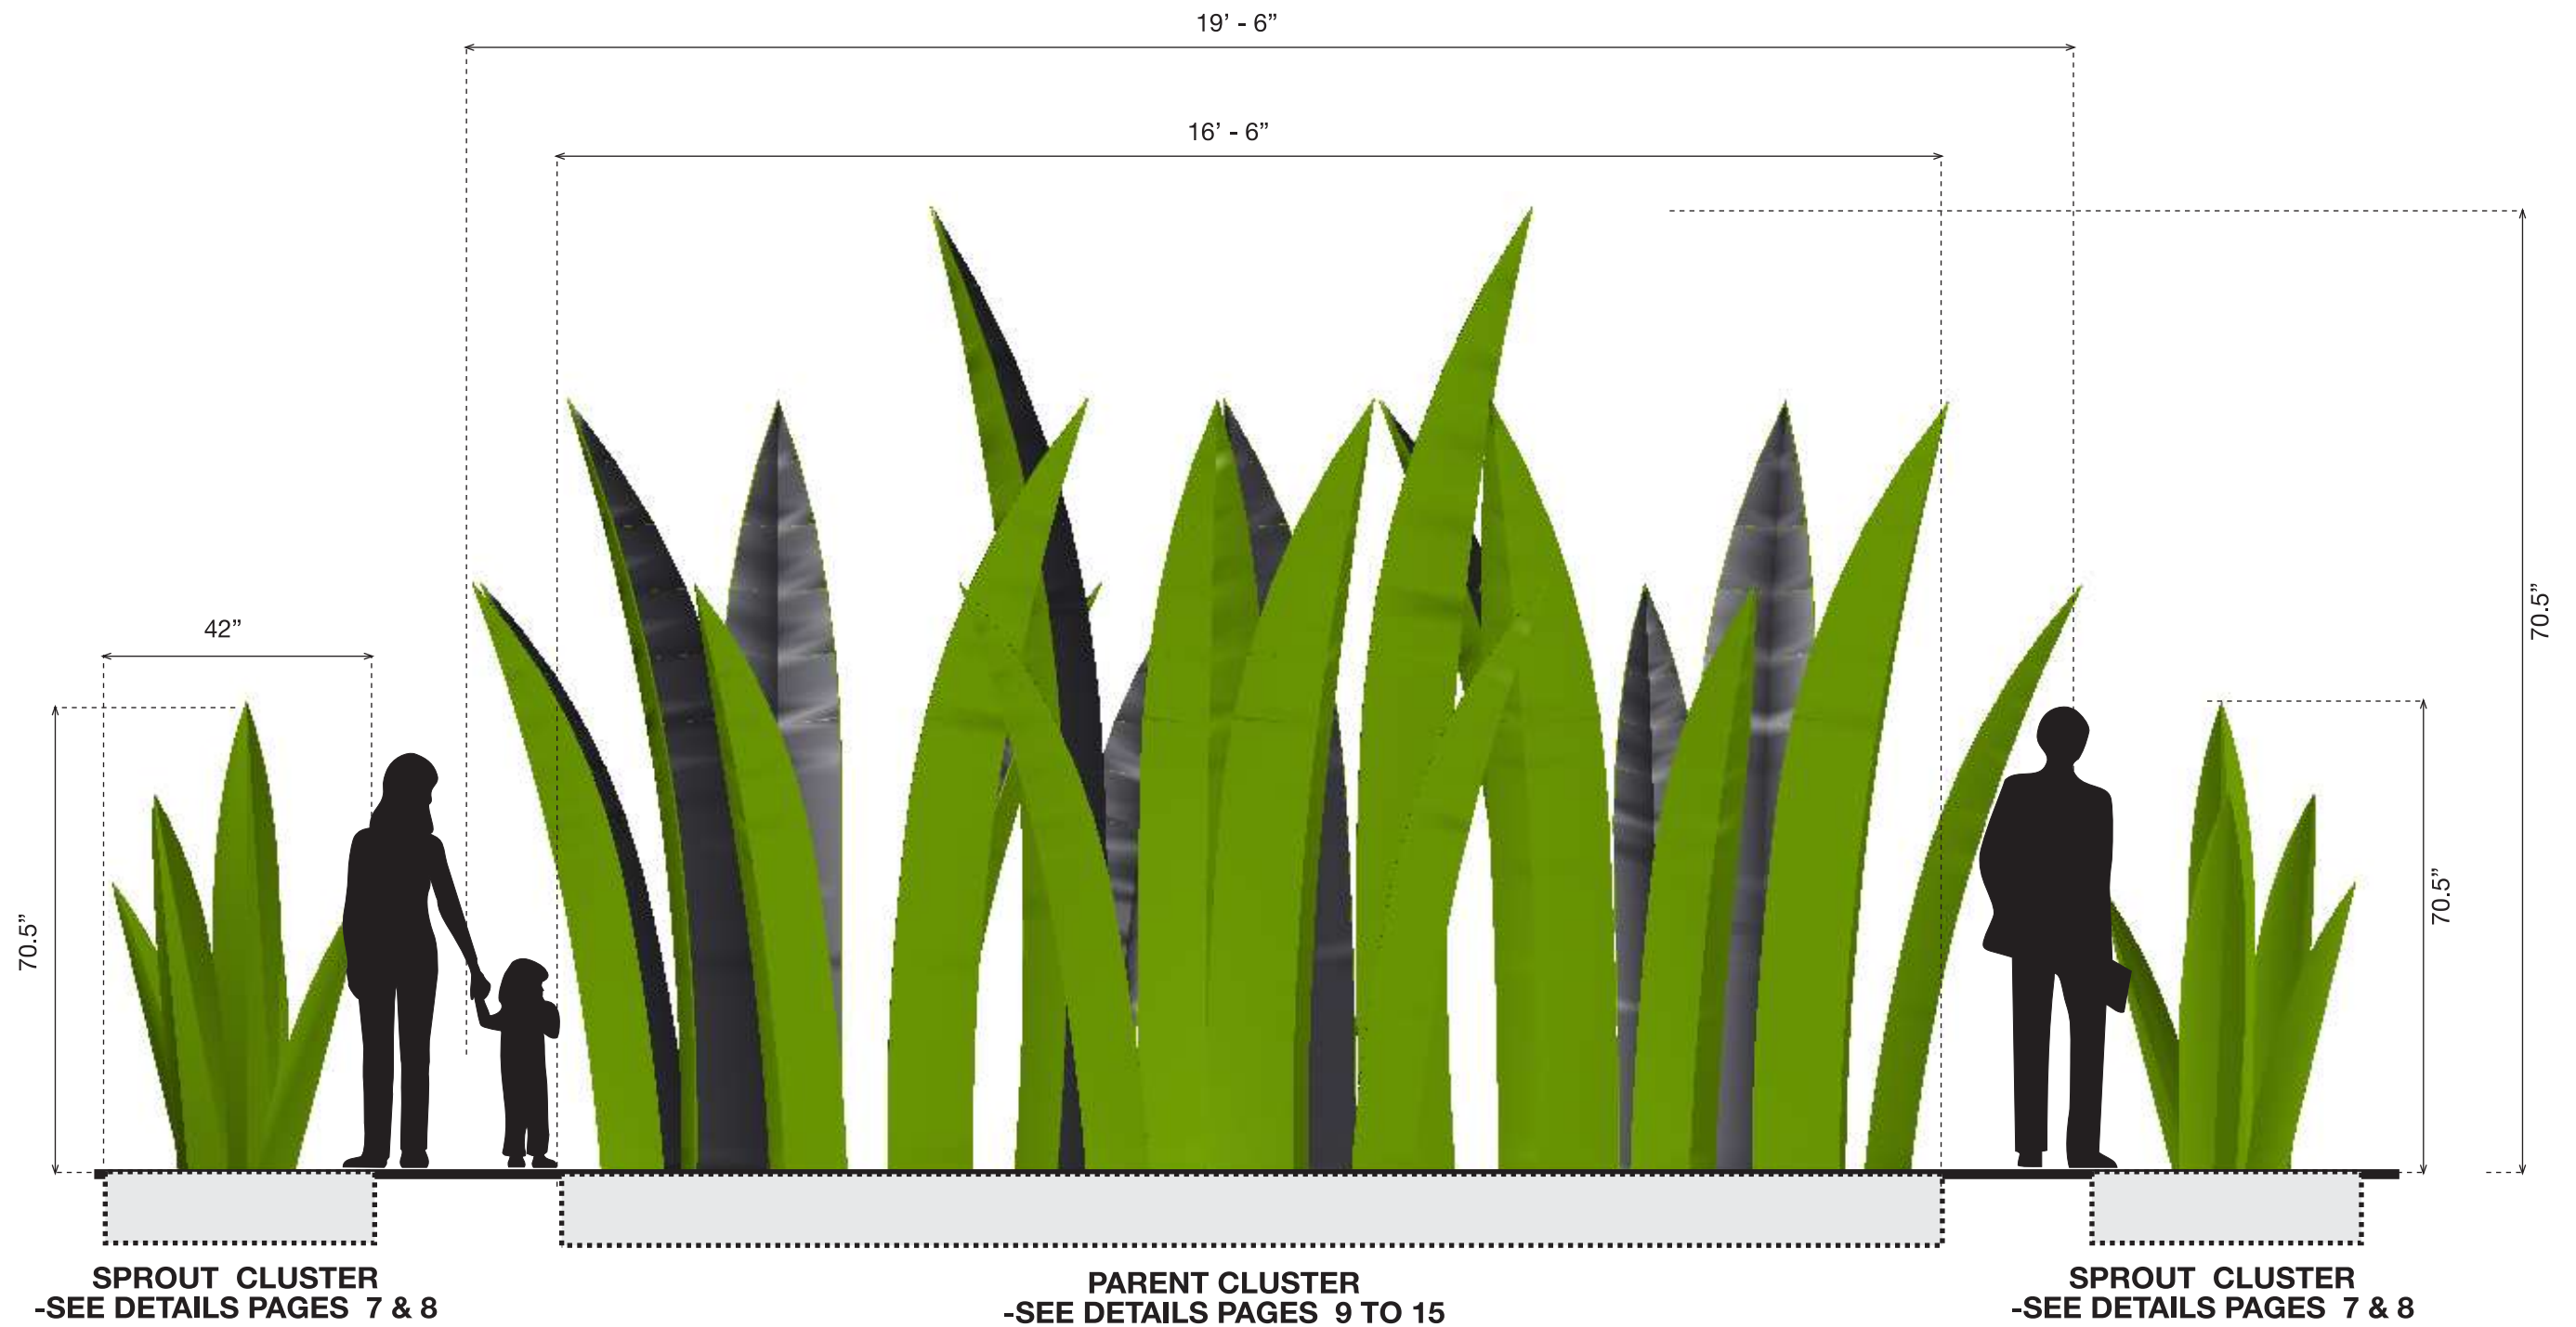 19’ - 6”
16’ - 6”
42”
70.5”
70.5”
70.5”
SPROUT CLUSTER
-SEE DETAILS PAGES 7 & 8
PARENT CLUSTER
-SEE DETAILS PAGES 9 TO 15
SPROUT CLUSTER
-SEE DETAILS PAGES 7 & 8